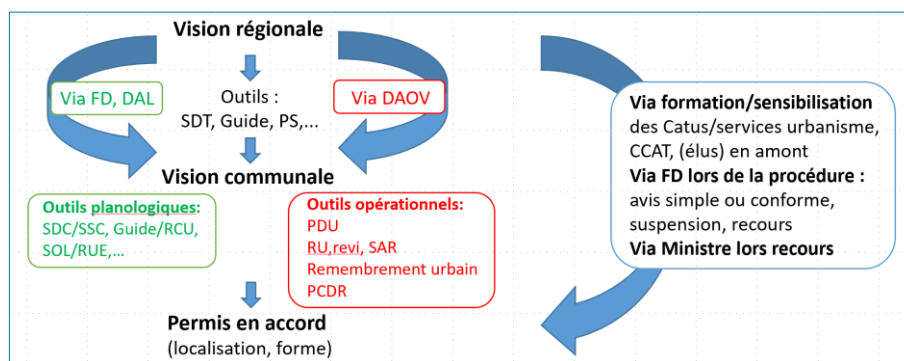 Vision régionale
Via FD, DAL
Outils :
SDT, Guide, PS,...
Via DAOV
Vision communale
Outils planologiques:
SDC/SSC, Guide/RCU,
SOL/RUE,...
Outils opérationnels:
PDU
RU,revi, SAR
Remembrement urbain
PCDR
Permis en accord
(localisation, forme)
Via formation/sensibilisation
des Catus/services urbanisme,
CCAT, (élus) en amont
Via FD lors de la procédure :
avis simple ou conforme,
suspension, recours
Via Ministre lors recours